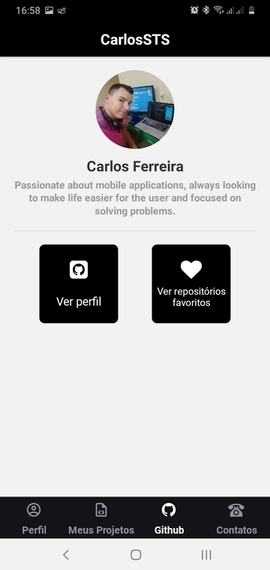 16:58
CarlosSTS
Carlos Ferreira
Passionate about mobile applications, always looking
to make life easier for the user and focused on
solving problems.
Ver perfil
Ver repositórios
favoritos
Perfil
Meus Projetos
Github
Contatos